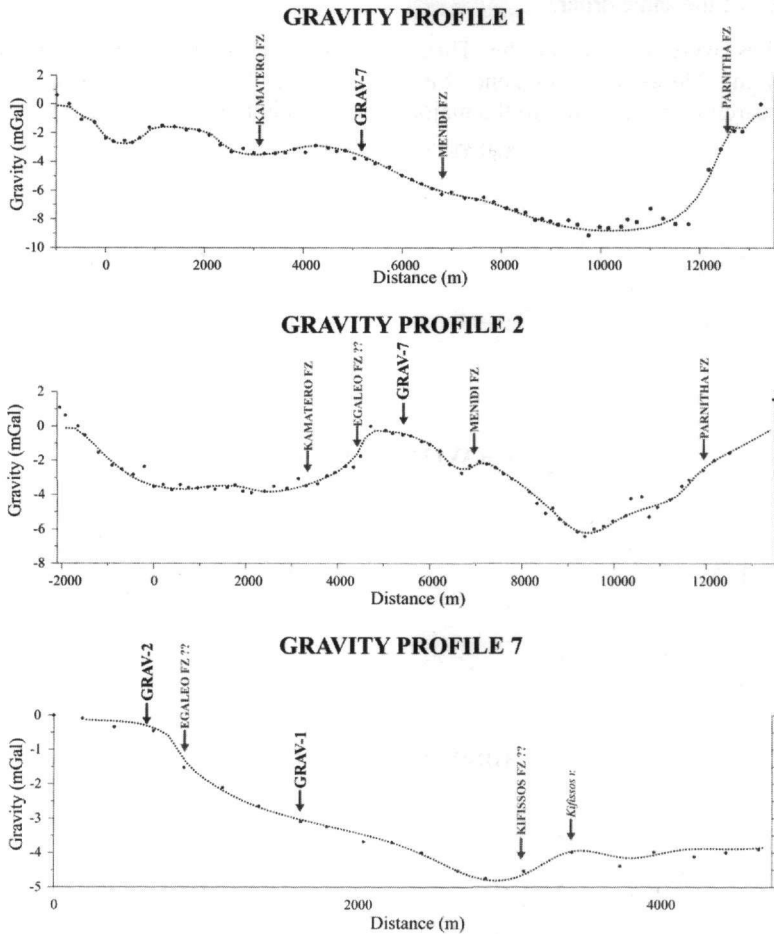 GRAVITY PROFILE 1
KAMATERO FZ
GRAV-7
MENIDI FZ
PARNITHA FZ
Gravity (mGal)
2
0
-2
-4
-6
-8
-10
0 2000 4000 6000 8000 10000 12000
Distance (m)
GRAVITY PROFILE 2
KAMATERO FZ
EGALEO FZ ??
GRAV-7
MENIDI FZ
PARNITHA FZ
Gravity (mGal)
2
0
-2
-4
-6
-8
-2000 0 2000 4000 6000 8000 10000 12000
Distance (m)
GRAVITY PROFILE 7
GRAV-2
EGALEO FZ ??
GRAV-1
KIFISSOS FZ ??
Kifissos r.
Gravity (mGal)
0
-1
-2
-3
-4
-5
0 2000 4000
Distance (m)